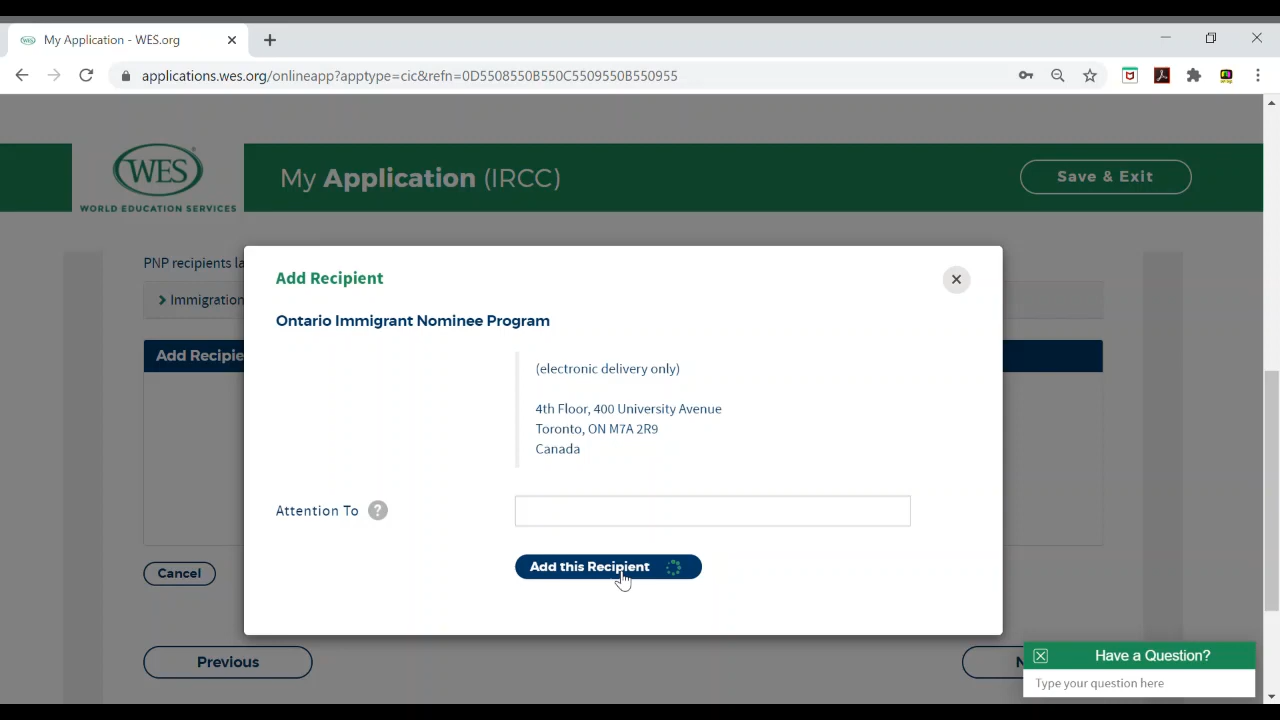 My Application - WES.org
applications.wes.org/onlineapp?apptype=cic&refn=0D5508550B550C5509550B550955
WES
WORLD EDUCATION SERVICES
My Application (IRCC)
Save & Exit
PNP recipients la
Immigration
Add Recipie
Add Recipient
Ontario Immigrant Nominee Program
(electronic delivery only)
4th Floor, 400 University Avenue
Toronto, ON M7A 2R9
Canada
Attention To ?
Add this Recipient
Cancel
Previous
N
Have a Question?
Type your question here